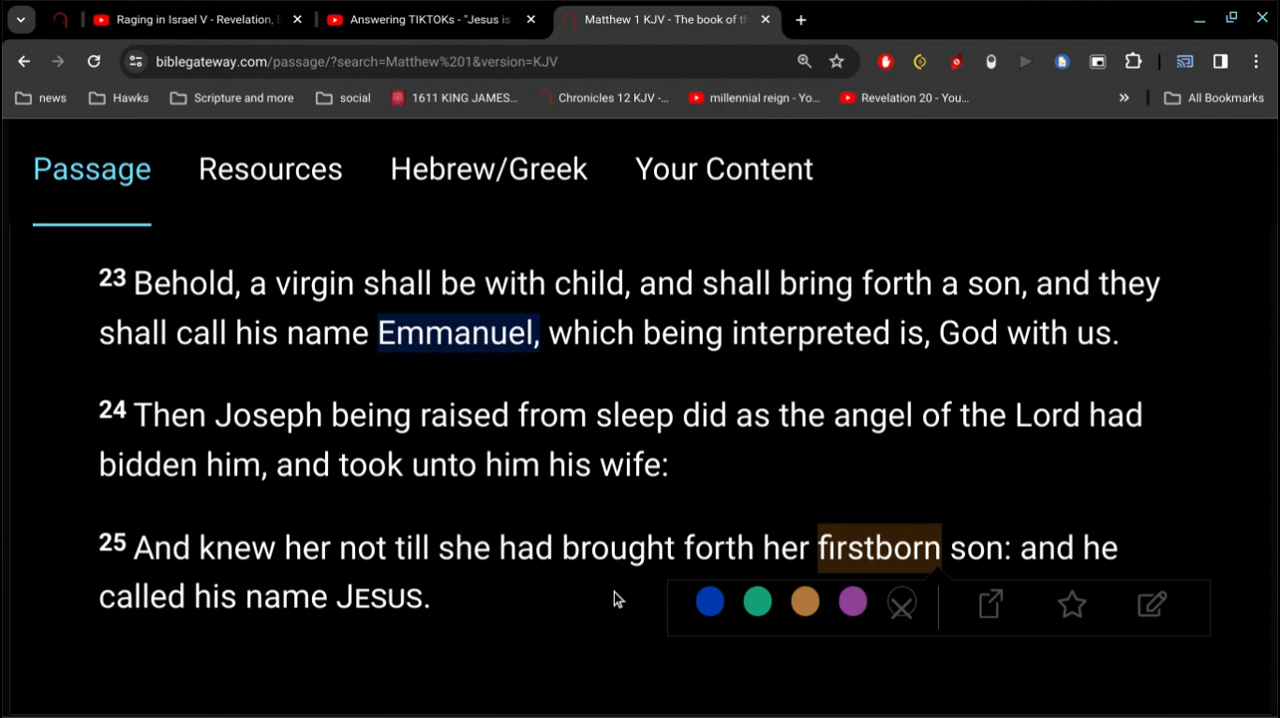 Raging in Israel V - Revelation, E
Answering TIKTOKs - "Jesus is
Matthew 1 KJV - The book of th
biblegateway.com/passage/?search=Matthew%201&version=KJV
news
Hawks
Scripture and more
social
1611 KING JAMES...
Chronicles 12 KJV -...
millennial reign - Yo...
Revelation 20 - You...
»
All Bookmarks
Passage Resources Hebrew/Greek Your Content
23 Behold, a virgin shall be with child, and shall bring forth a son, and they
shall call his name Emmanuel, which being interpreted is, God with us.
24 Then Joseph being raised from sleep did as the angel of the Lord had
bidden him, and took unto him his wife:
25 And knew her not till she had brought forth her firstborn son: and he
called his name JESUS.